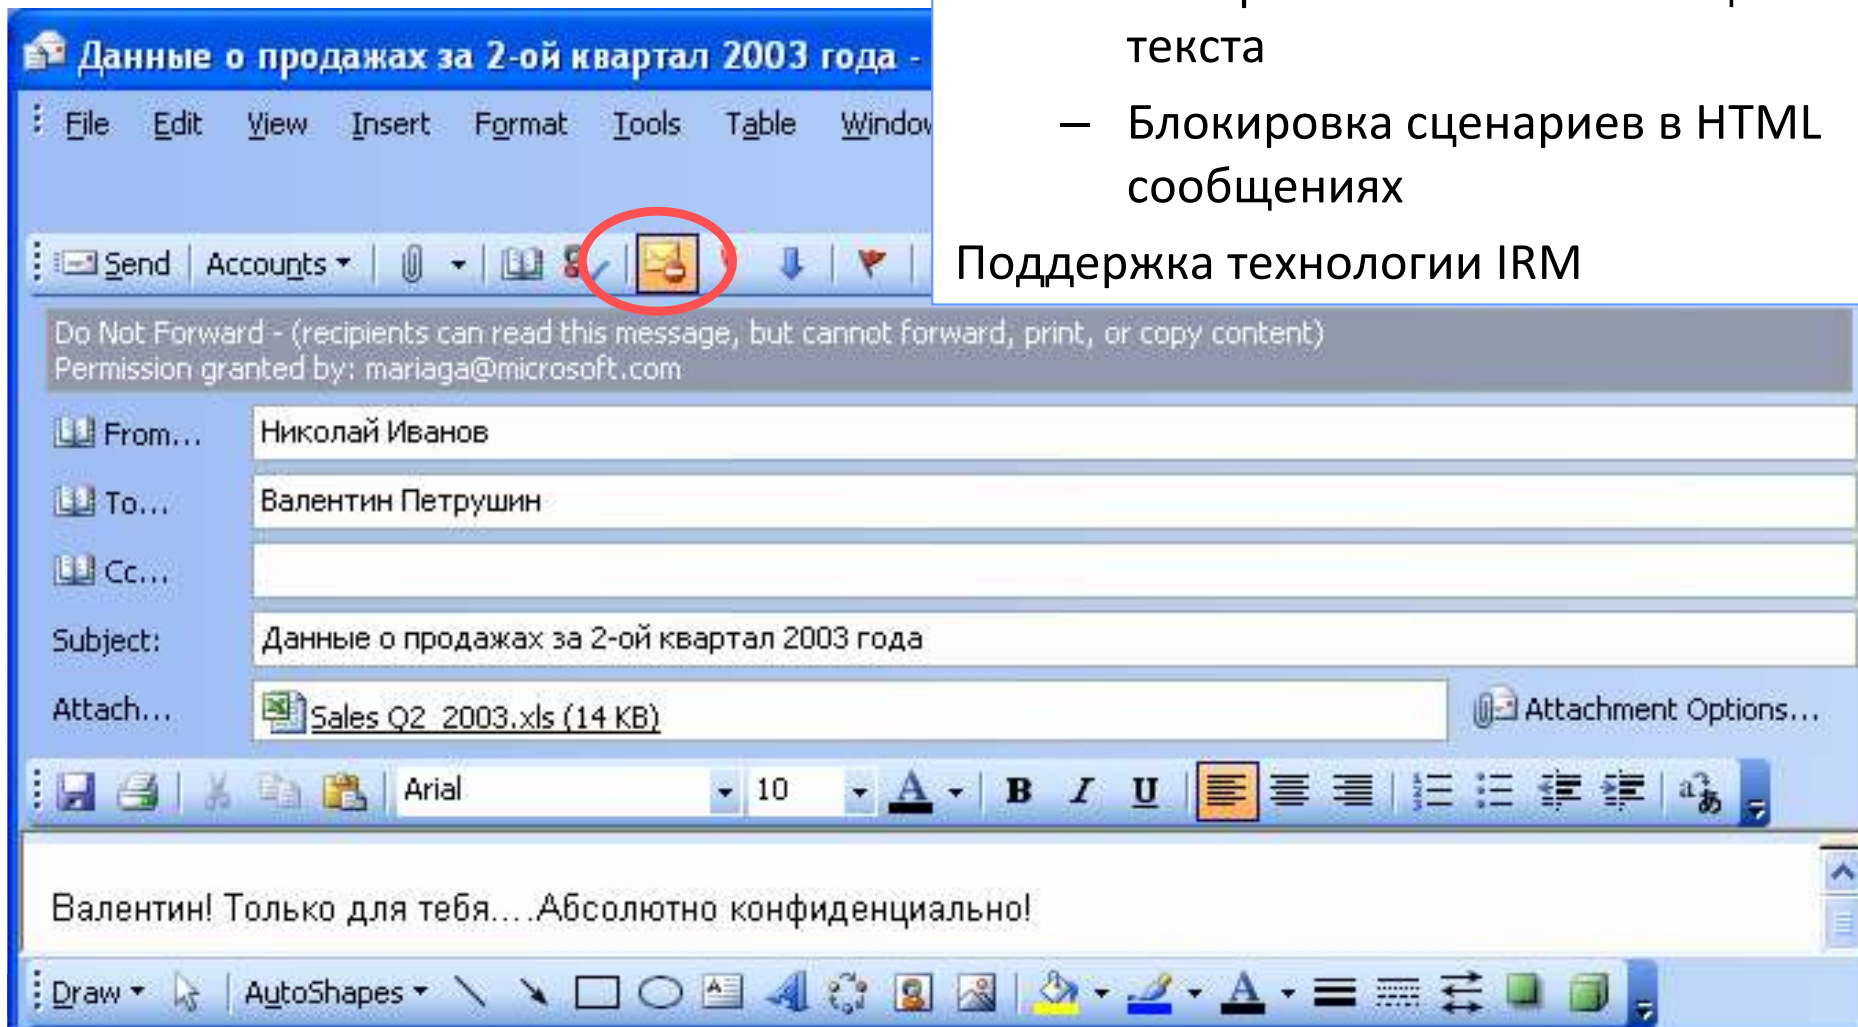 Данные о продажах за 2-ой квартал 2003 года -
File Edit View Insert Format Tools Table
текста
– Блокировка сценариев в HTML
сообщениях
Поддержка технологии IRM
Send Accounts
Do Not Forward - (recipients can read this message, but cannot forward, print, or copy content)
Permission granted by: mariaga@microsoft.com
From... Николай Иванов
To... Валентин Петрушин
Cc...
Subject: Данные о продажах за 2-ой квартал 2003 года
Attach... Sales Q2 2003.xls (14 KB) Attachment Options...
Arial 10 A B I U
Валентин! Только для тебя....Абсолютно конфиденциально!
Draw AutoShapes